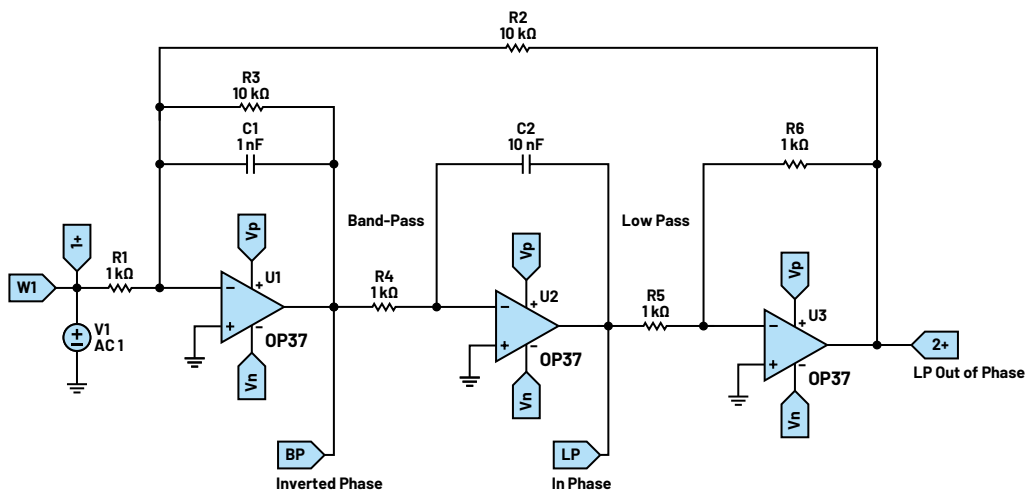 R2
10 kΩ
R3
10 kΩ
C1
1 nF
C2
10 nF
R6
1 kΩ
Band-Pass
Low Pass
1+
Vp
R1
1 kΩ
W1
U1
+
−
−
+
OP37
Vn
V1
AC 1
R4
1 kΩ
Vp
U2
+
−
−
+
OP37
Vn
R5
1 kΩ
Vp
U3
+
−
−
+
OP37
Vn
2+
LP Out of Phase
BP
Inverted Phase
LP
In Phase